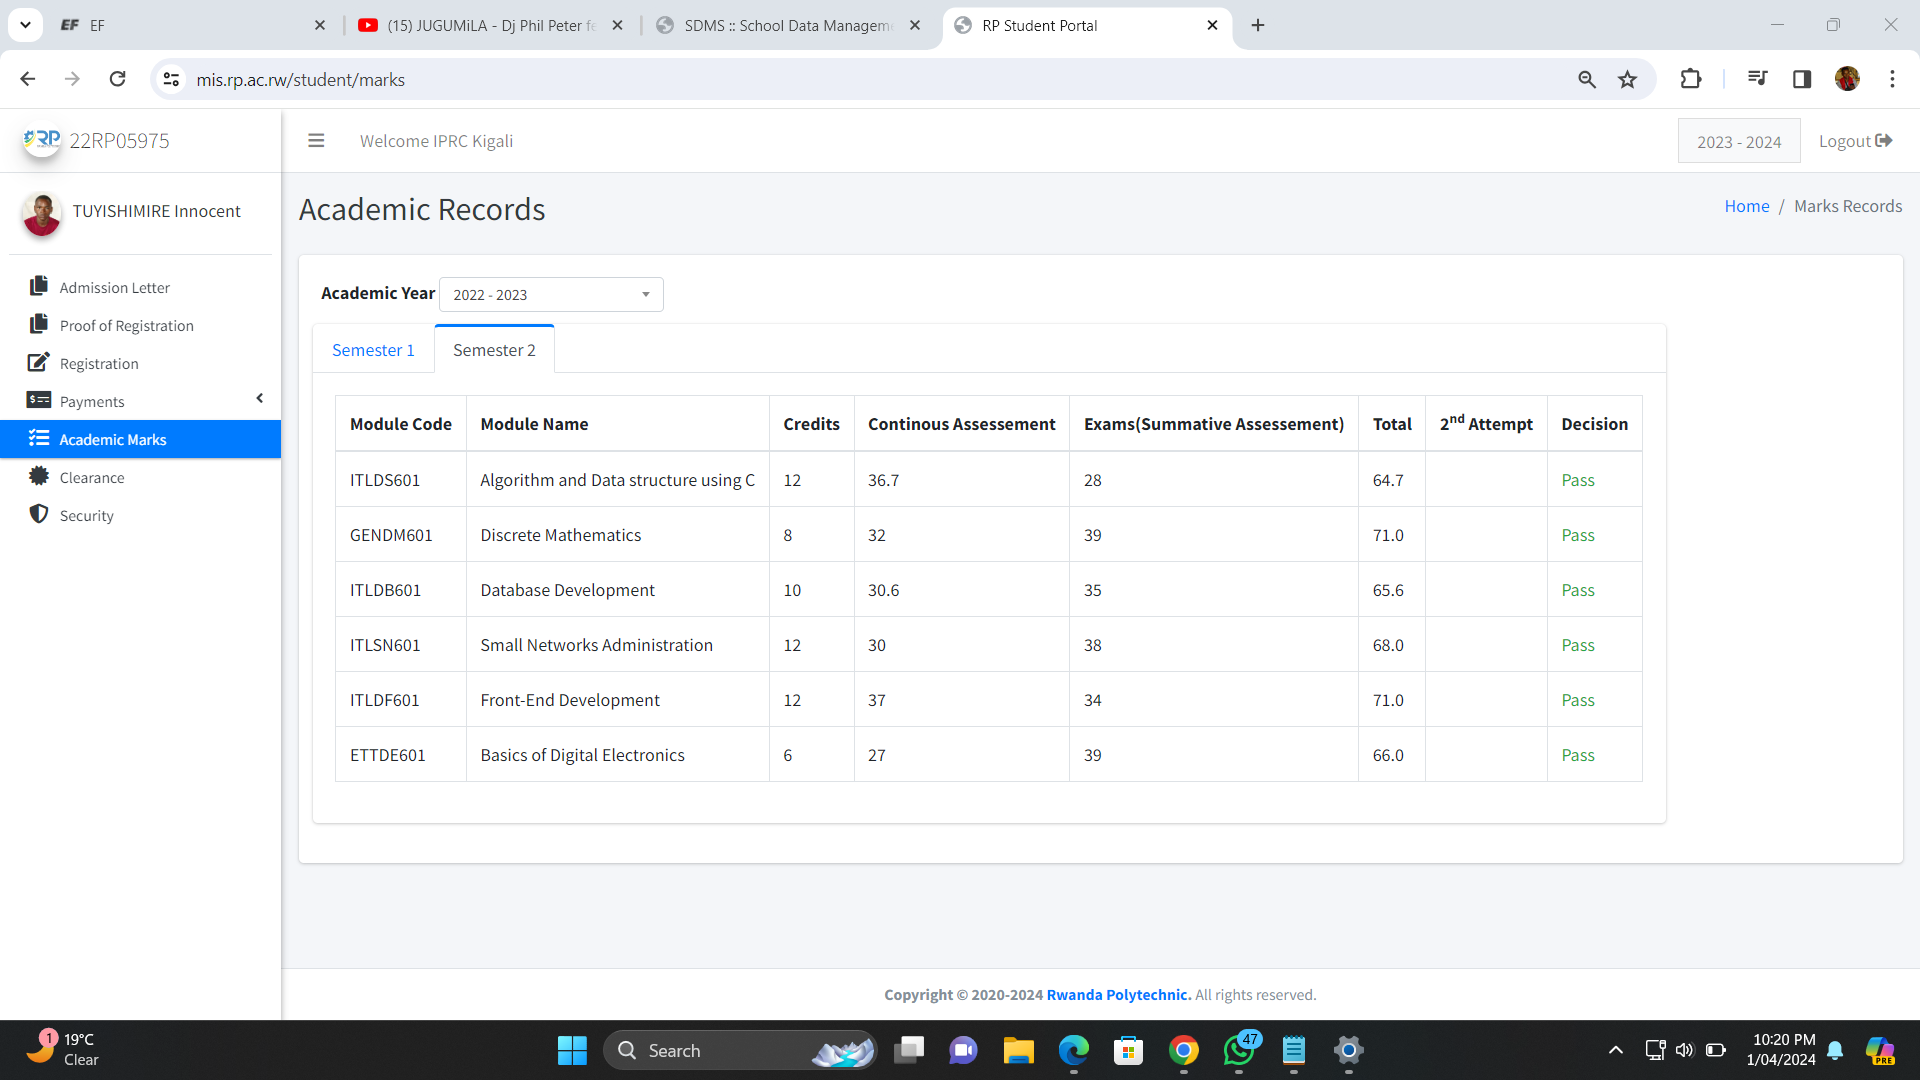 EF EF
(15) JUGUMiLA - Dj Phil Peter fe
SDMS :: School Data Manageme
RP Student Portal
mis.rp.ac.rw/student/marks
RP 22RP05975
Welcome IPRC Kigali
2023 - 2024
Logout
TUYISHIMIRE Innocent
Academic Records
Home / Marks Records
Admission Letter
Proof of Registration
Registration
Payments
Academic Marks
Clearance
Security
Academic Year 2022 - 2023
Semester 1 Semester 2
Module Code Module Name Credits Continous Assessement Exams(Summative Assessement) Total 2nd Attempt Decision
ITLDS601 Algorithm and Data structure using C 12 36.7 28 64.7 Pass
GENDM601 Discrete Mathematics 8 32 39 71.0 Pass
ITLDB601 Database Development 10 30.6 35 65.6 Pass
ITLSN601 Small Networks Administration 12 30 38 68.0 Pass
ITLDF601 Front-End Development 12 37 34 71.0 Pass
ETTDE601 Basics of Digital Electronics 6 27 39 66.0 Pass
Copyright © 2020-2024 Rwanda Polytechnic. All rights reserved.
1 19°C
Clear
Search
47
10:20 PM
1/04/2024
PRE